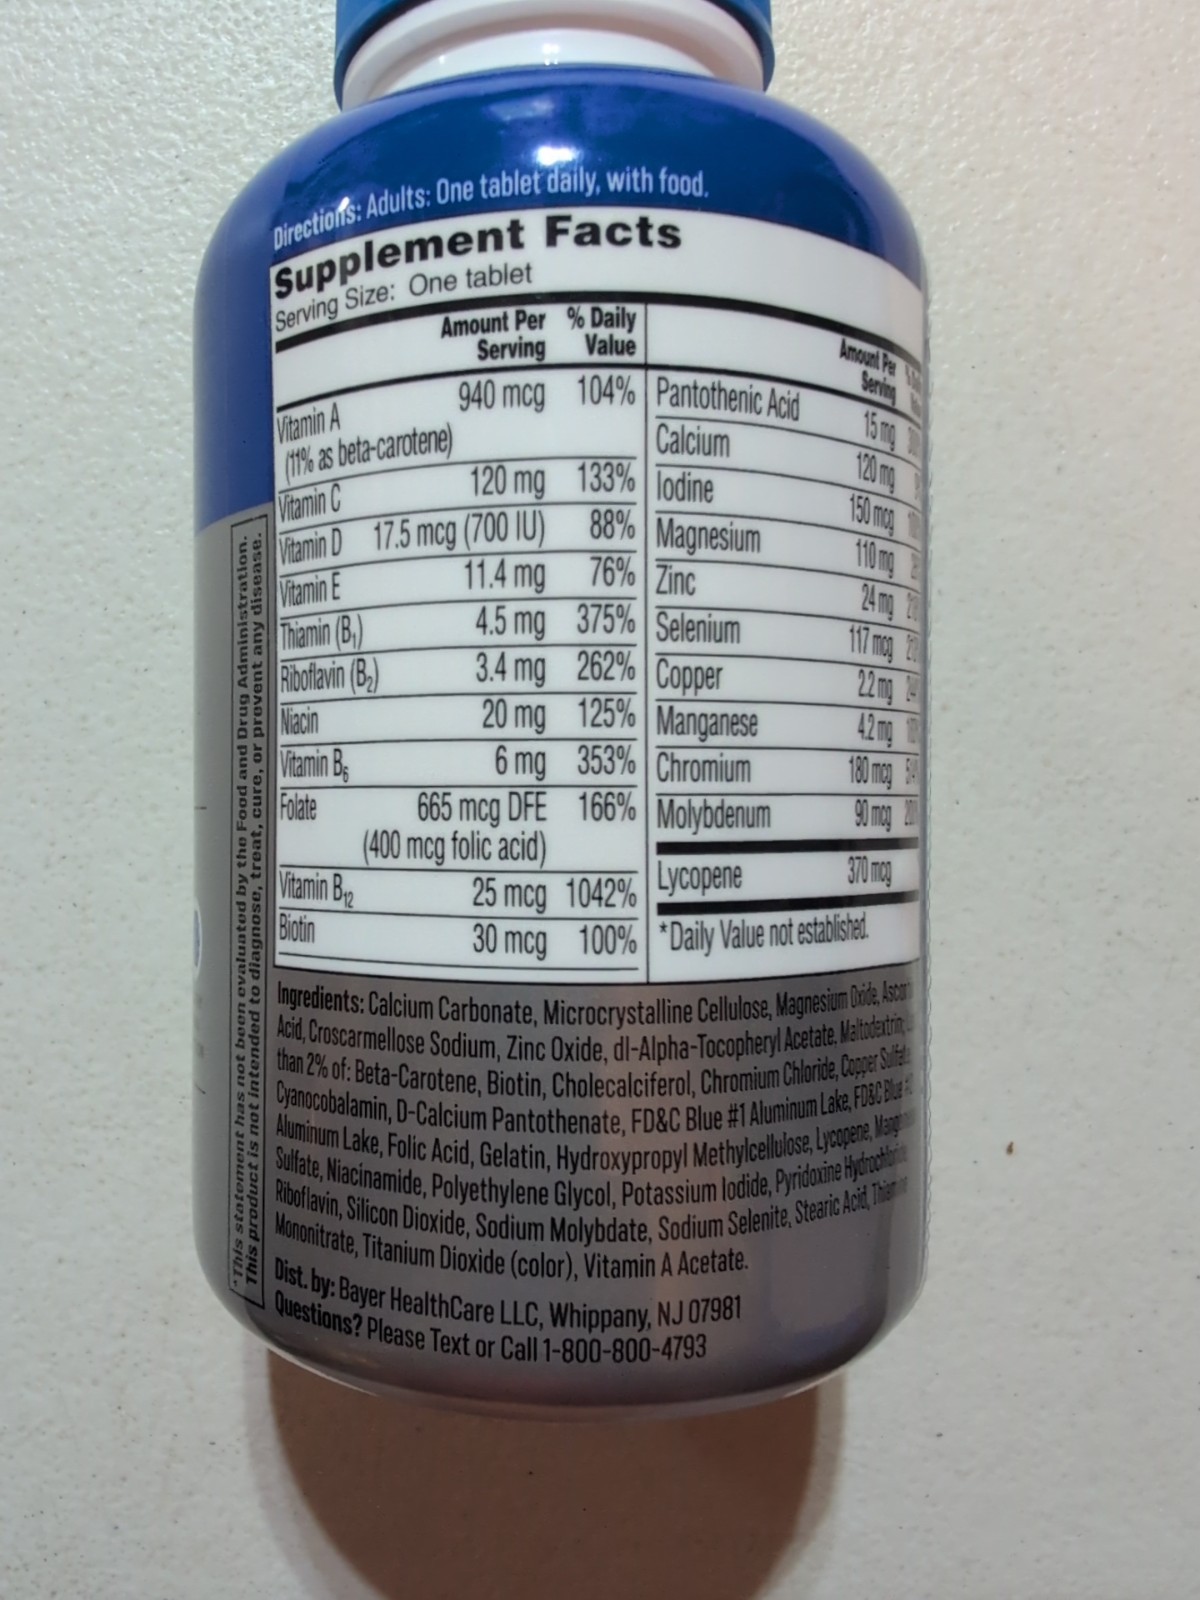 Directions: Adults: One tablet daily, with food.
Supplement Facts
Serving Size: One tablet
Amount Per Serving % Daily Value
Vitamin A 940 mcg 104%
(11% as beta-carotene)
Vitamin C 120 mg 133%
Vitamin D 17.5 mcg (700 IU) 88%
Vitamin E 11.4 mg 76%
Thiamin (B1) 4.5 mg 375%
Riboflavin (B2) 3.4 mg 262%
Niacin 20 mg 125%
Vitamin B6 6 mg 353%
Folate 665 mcg DFE 166%
(400 mcg folic acid)
Vitamin B12 25 mcg 1042%
Biotin 30 mcg 100%
Amount Per
Serving
Pantothenic Acid 15 mg
Calcium 120 mg
Iodine 150 mcg
Magnesium 110 mg
Zinc 24 mg
Selenium 117 mcg
Copper 2.2 mg
Manganese 4.2 mg
Chromium 180 mcg
Molybdenum 90 mcg
Lycopene 370 mcg
*Daily Value not established.
Ingredients: Calcium Carbonate, Microcrystalline Cellulose, Magnesium Oxide,
Acid, Croscarmellose Sodium, Zinc Oxide, dl-Alpha-Tocopheryl Acetate, Maltodextrin;
than 2% of: Beta-Carotene, Biotin, Cholecalciferol, Chromium Chloride, Copper Sulfate,
Cyanocobalamin, D-Calcium Pantothenate, FD&C Blue #1 Aluminum Lake, FD&C Blue
Aluminum Lake, Folic Acid, Gelatin, Hydroxypropyl Methylcellulose, Lycopene,
Sulfate, Niacinamide, Polyethylene Glycol, Potassium Iodide, Pyridoxine Hydrochloride,
Riboflavin, Silicon Dioxide, Sodium Molybdate, Sodium Selenite, Stearic Acid,
Mononitrate, Titanium Dioxide (color), Vitamin A Acetate.
Dist. by: Bayer HealthCare LLC, Whippany, NJ 07981
Questions? Please Text or Call 1-800-800-4793
*This statement has not been evaluated by the Food and Drug Administration.
This product is not intended to diagnose, treat, cure, or prevent any disease.